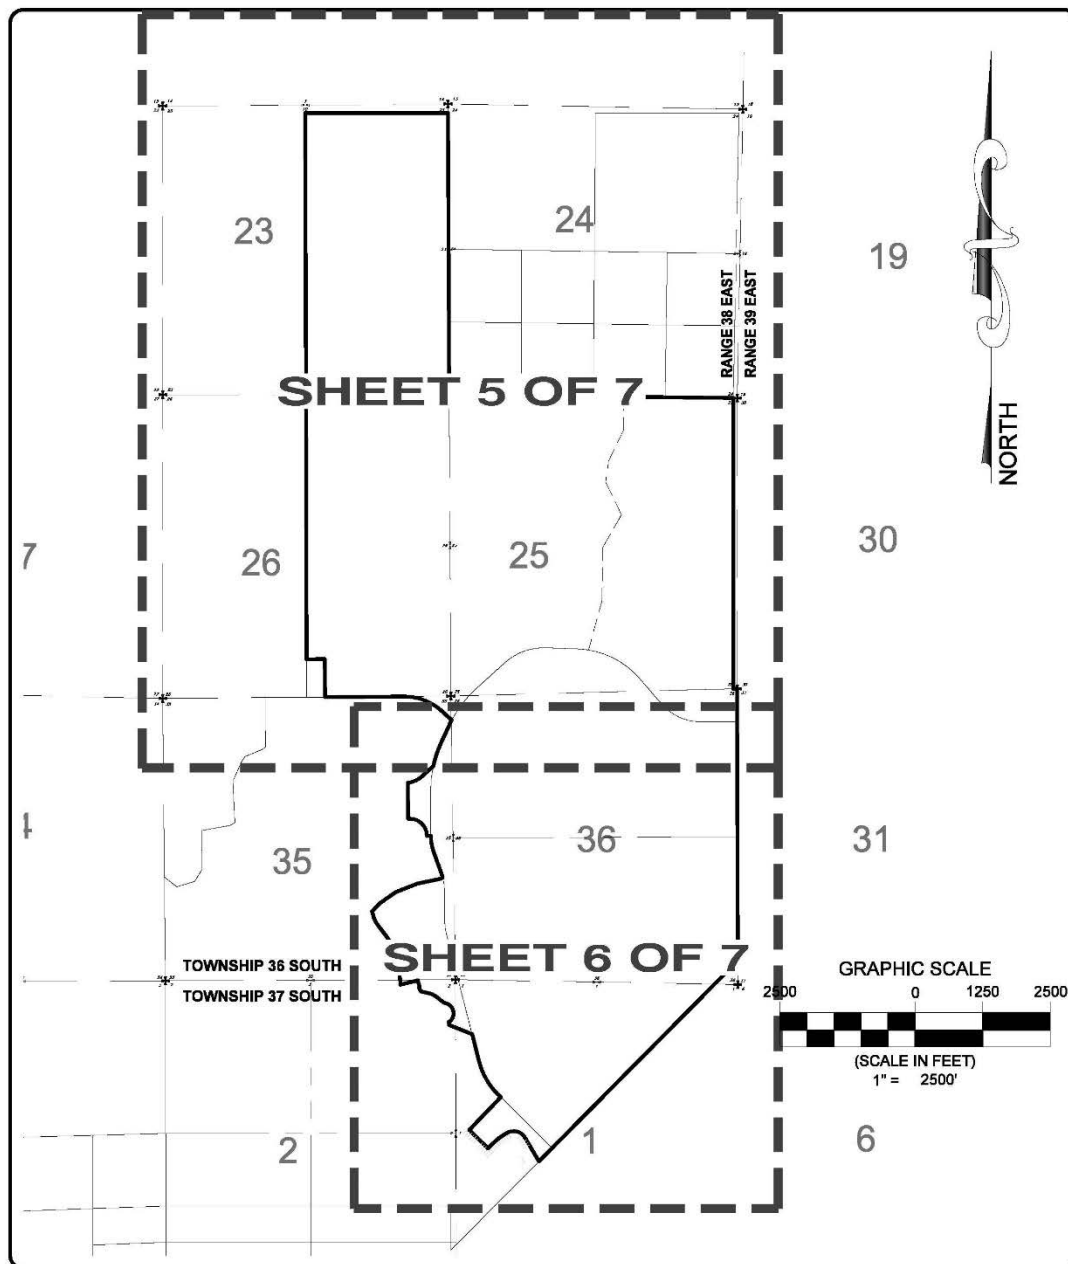 23
24
19
RANGE 38 EAST
RANGE 39 EAST
SHEET 5 OF 7
NORTH
7
26
25
30
4
35
36
31
TOWNSHIP 36 SOUTH
TOWNSHIP 37 SOUTH
SHEET 6 OF 7
GRAPHIC SCALE
2500 0 1250 2500
(SCALE IN FEET)
1" = 2500'
2
1
6